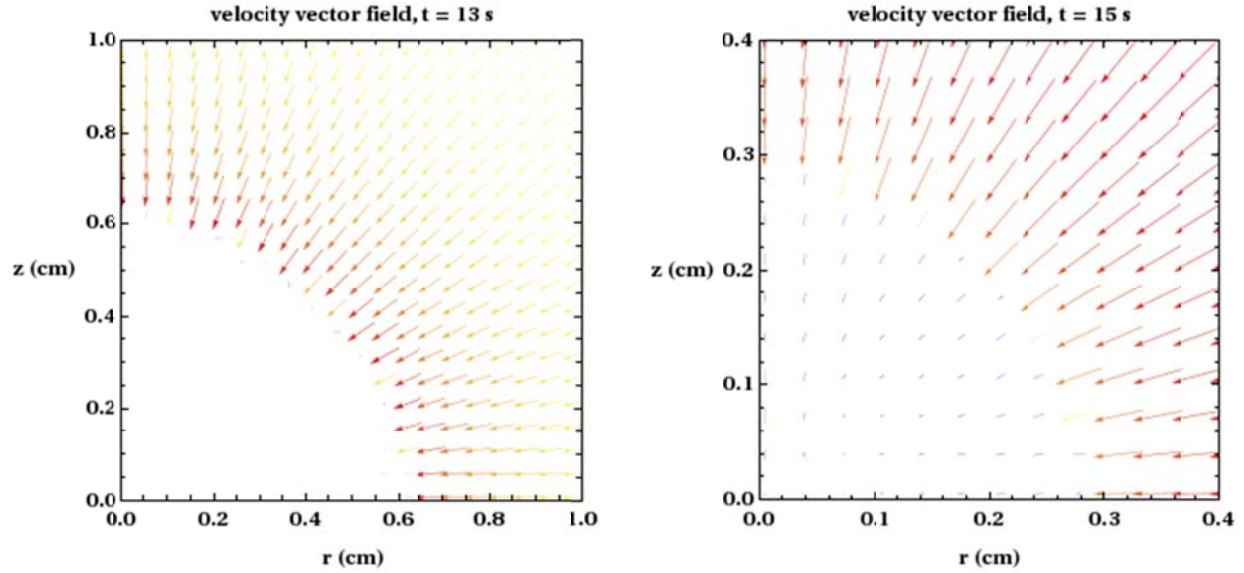 velocity vector field, t = 13 s
1.0
0.8
0.6
z (cm)
0.4
0.2
0.0
0.0 0.2 0.4 0.6 0.8 1.0
r (cm)
velocity vector field, t = 15 s
0.4
0.3
z (cm) 0.2
0.1
0.0
0.0 0.1 0.2 0.3 0.4
r (cm)